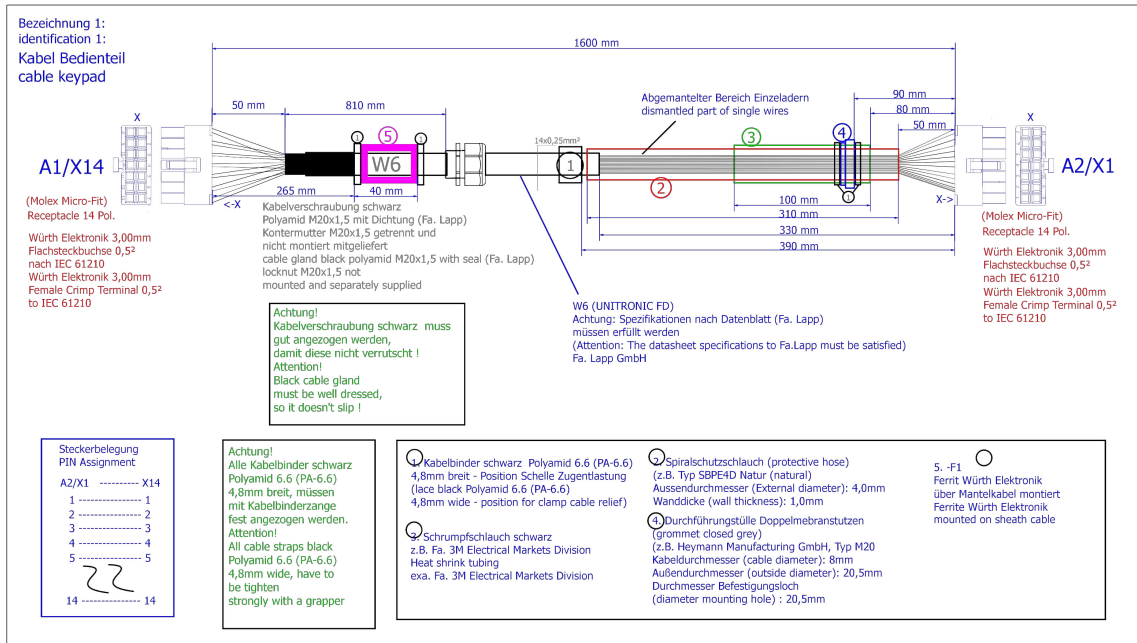 Bezeichnung 1:
identification 1:
Kabel Bedienteil
cable keypad
1600 mm
50 mm
810 mm
90 mm
80 mm
50 mm
Abgemantelter Bereich Einzeladern
dismantled part of single wires
X
X
A1/X14
A2/X1
14x0,25mm²
1
1
5
W6
1
3
4
2
1
265 mm
40 mm
<-X
X->
100 mm
310 mm
330 mm
390 mm
(Molex Micro-Fit)
Receptacle 14 Pol.
Würth Elektronik 3,00mm
Flachsteckbuchse 0,5²
nach IEC 61210
Würth Elektronik 3,00mm
Female Crimp Terminal 0,5²
to IEC 61210
Kabelverschraubung schwarz
Polyamid M20x1,5 mit Dichtung (Fa. Lapp)
Kontermutter M20x1,5 getrennt und
nicht montiert mitgeliefert
cable gland black polyamid M20x1,5 with seal (Fa. Lapp)
locknut M20x1,5 not
mounted and separately supplied
(Molex Micro-Fit)
Receptacle 14 Pol.
Würth Elektronik 3,00mm
Flachsteckbuchse 0,5²
nach IEC 61210
Würth Elektronik 3,00mm
Female Crimp Terminal 0,5²
to IEC 61210
Achtung!
Kabelverschraubung schwarz muss
gut angezogen werden,
damit diese nicht verrutscht !
Attention!
Black cable gland
must be well dressed,
so it doesn't slip !
W6 (UNITRONIC FD)
Achtung: Spezifikationen nach Datenblatt (Fa. Lapp)
müssen erfüllt werden
(Attention: The datasheet specifications to Fa.Lapp must be satisfied)
Fa. Lapp GmbH
Steckerbelegung
PIN Assignment
A2/X1 ---------- X14
1 --------------- 1
2 --------------- 2
3 --------------- 3
4 --------------- 4
5 --------------- 5
14 --------------- 14
Achtung!
Alle Kabelbinder schwarz
Polyamid 6.6 (PA-6.6)
4,8mm breit, müssen
mit Kabelbinderzange
fest angezogen werden.
Attention!
All cable straps black
Polyamid 6.6 (PA-6.6)
4,8mm wide, have to
be tighten
strongly with a grapper
1. Kabelbinder schwarz Polyamid 6.6 (PA-6.6)
4,8mm breit - Position Schelle Zugentlastung
(lace black Polyamid 6.6 (PA-6.6)
4,8mm wide - position for clamp cable relief)
3. Schrumpfschlauch schwarz
z.B. Fa. 3M Electrical Markets Division
Heat shrink tubing
exa. Fa. 3M Electrical Markets Division
2. Spiralschutzschlauch (protective hose)
(z.B. Typ SBPE4D Natur (natural)
Aussendurchmesser (External diameter): 4,0mm
Wanddicke (wall thickness): 1,0mm
4. Durchführungstülle Doppelmebranstutzen
(grommet closed grey)
(z.B. Heymann Manufacturing GmbH, Typ M20
Kabeldurchmesser (cable diameter): 8mm
Außendurchmesser (outside diameter): 20,5mm
Durchmesser Befestigungsloch
(diameter mounting hole) : 20,5mm
5. -F1
Ferrit Würth Elektronik
über Mantelkabel montiert
Ferrite Würth Elektronik
mounted on sheath cable